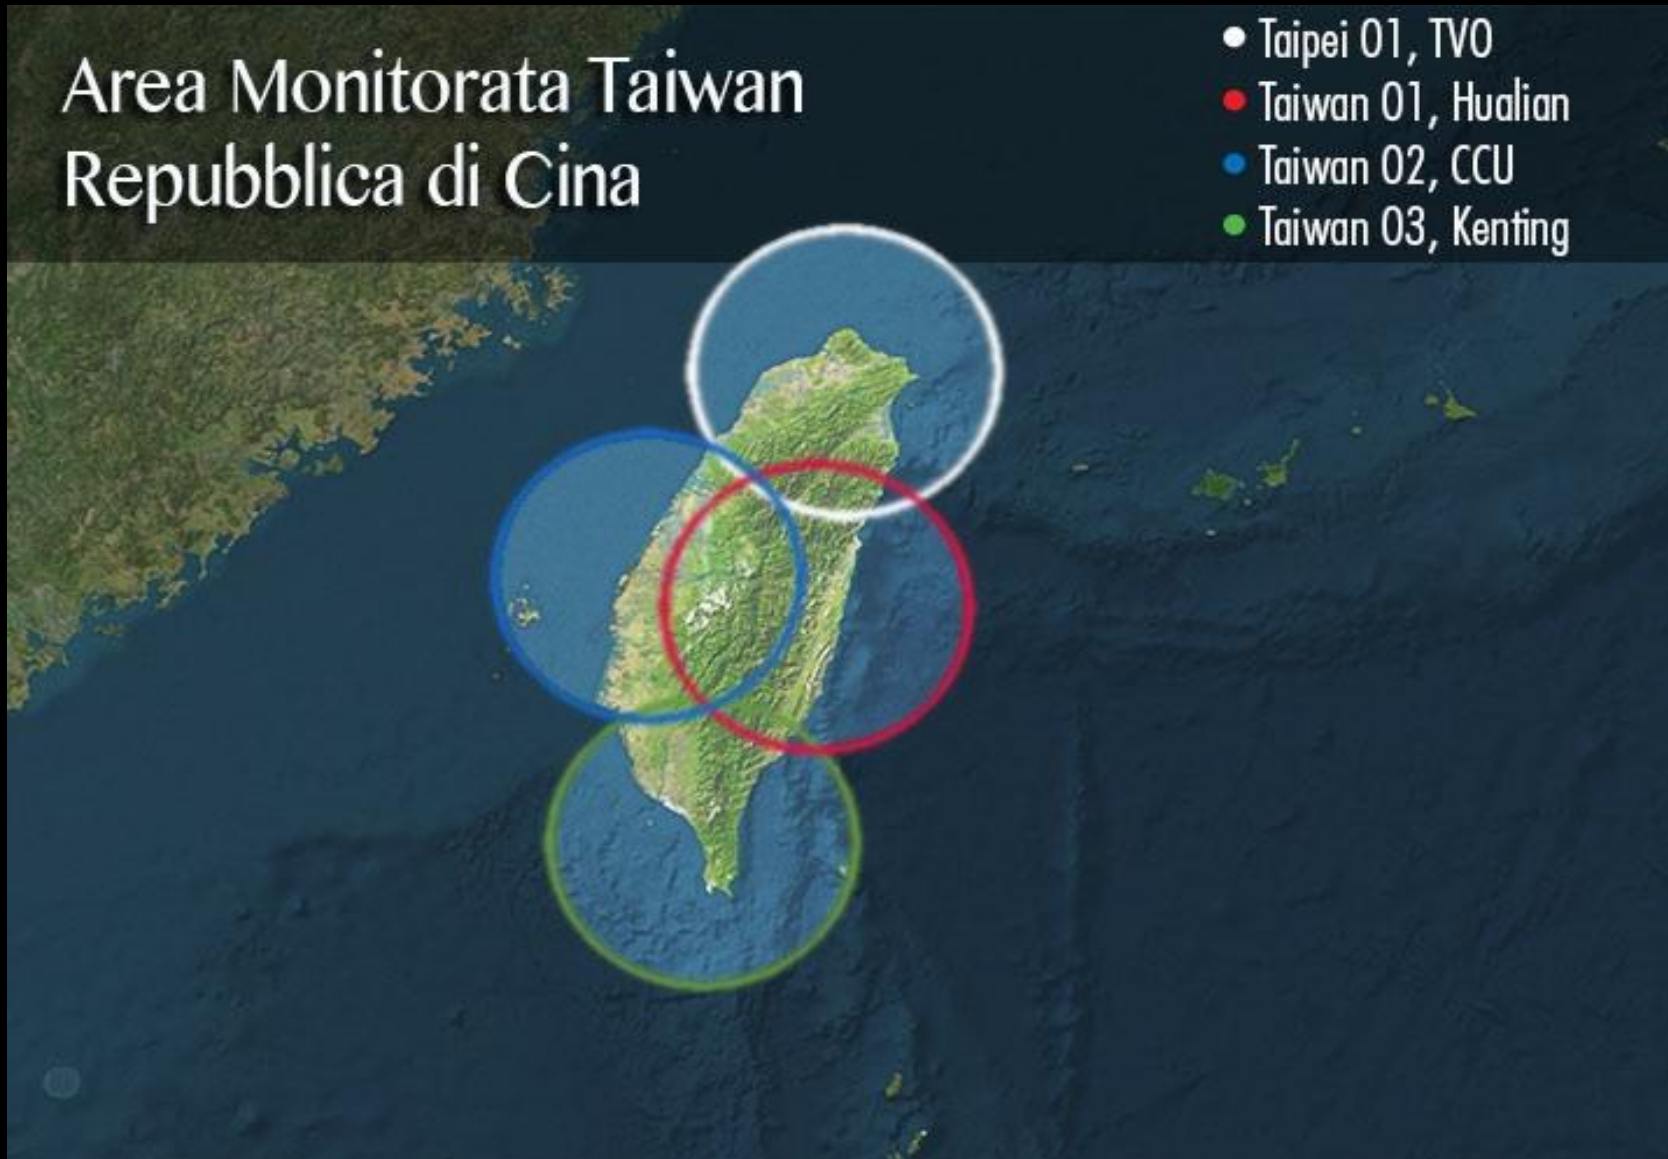 Area Monitorata Taiwan
Repubblica di Cina
Taipei 01, TVO
Taiwan 01, Hualian
Taiwan 02, CCU
Taiwan 03, Kenting